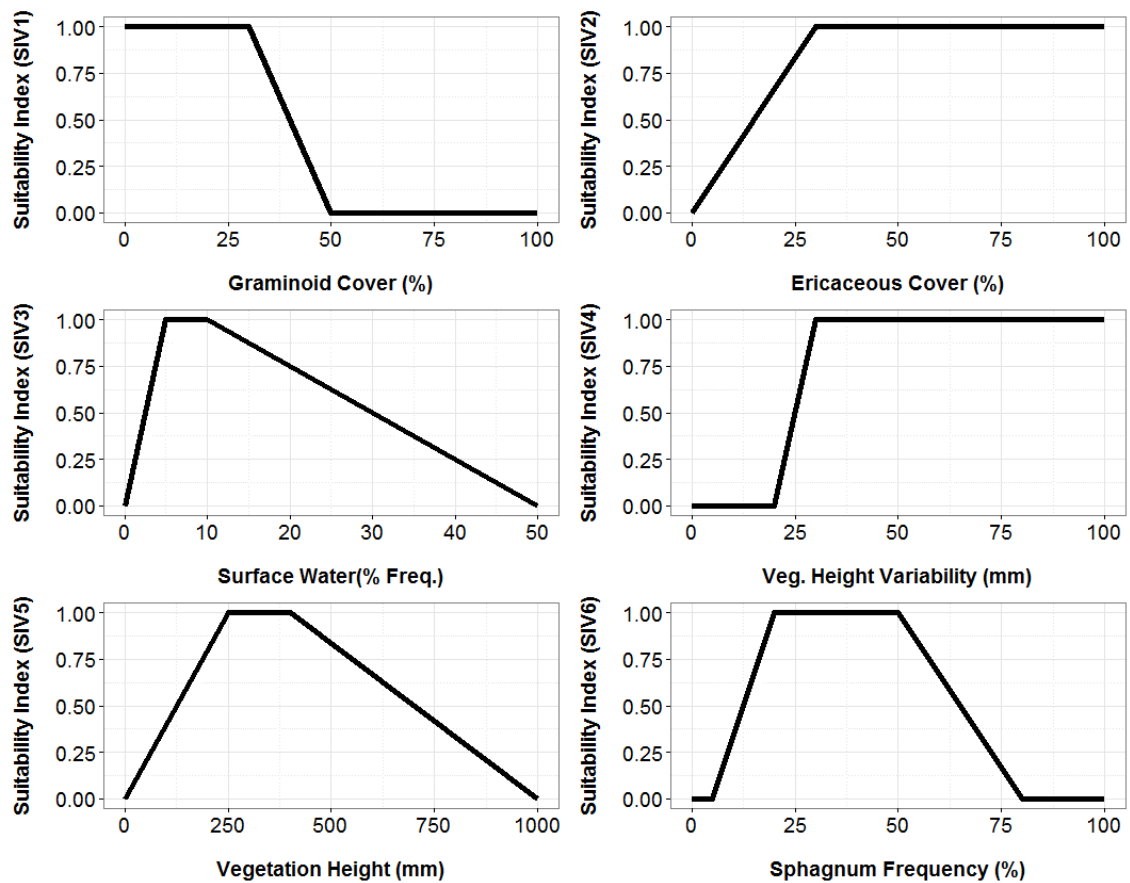 Suitability Index (SIV1)
1.00
0.75
0.50
0.25
0.00
0 25 50 75 100
Graminoid Cover (%)
Suitability Index (SIV2)
1.00
0.75
0.50
0.25
0.00
0 25 50 75 100
Ericaceous Cover (%)
Suitability Index (SIV3)
1.00
0.75
0.50
0.25
0.00
0 10 20 30 40 50
Surface Water(% Freq.)
Suitability Index (SIV4)
1.00
0.75
0.50
0.25
0.00
0 25 50 75 100
Veg. Height Variability (mm)
Suitability Index (SIV5)
1.00
0.75
0.50
0.25
0.00
0 250 500 750 1000
Vegetation Height (mm)
Suitability Index (SIV6)
1.00
0.75
0.50
0.25
0.00
0 25 50 75 100
Sphagnum Frequency (%)